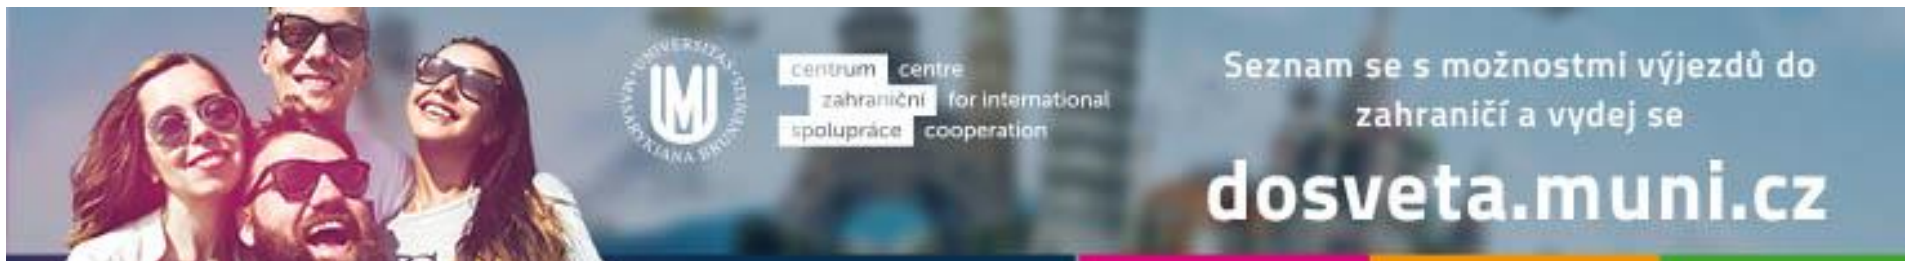 UNIVERSITAS MASARYKIANA BRUNENSIS
centrum centre
zahraniční for international
spolupráce cooperation
Seznam se s možnostmi výjezdů do
zahraničí a vydej se
dosveta.muni.cz